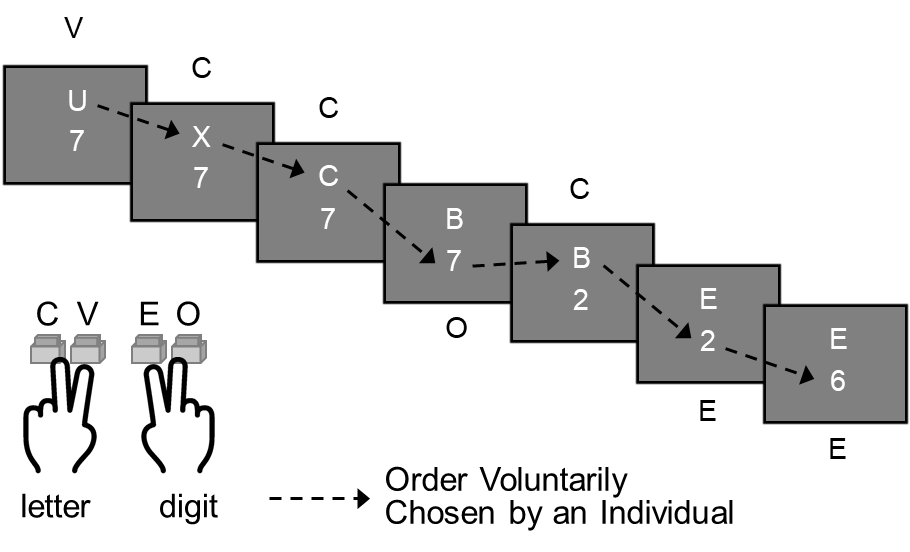 V
C
C
C
U
7
X
7
C
7
B
7
B
2
E
2
E
6
O
E
E
C V E O
letter digit
Order Voluntarily
Chosen by an Individual